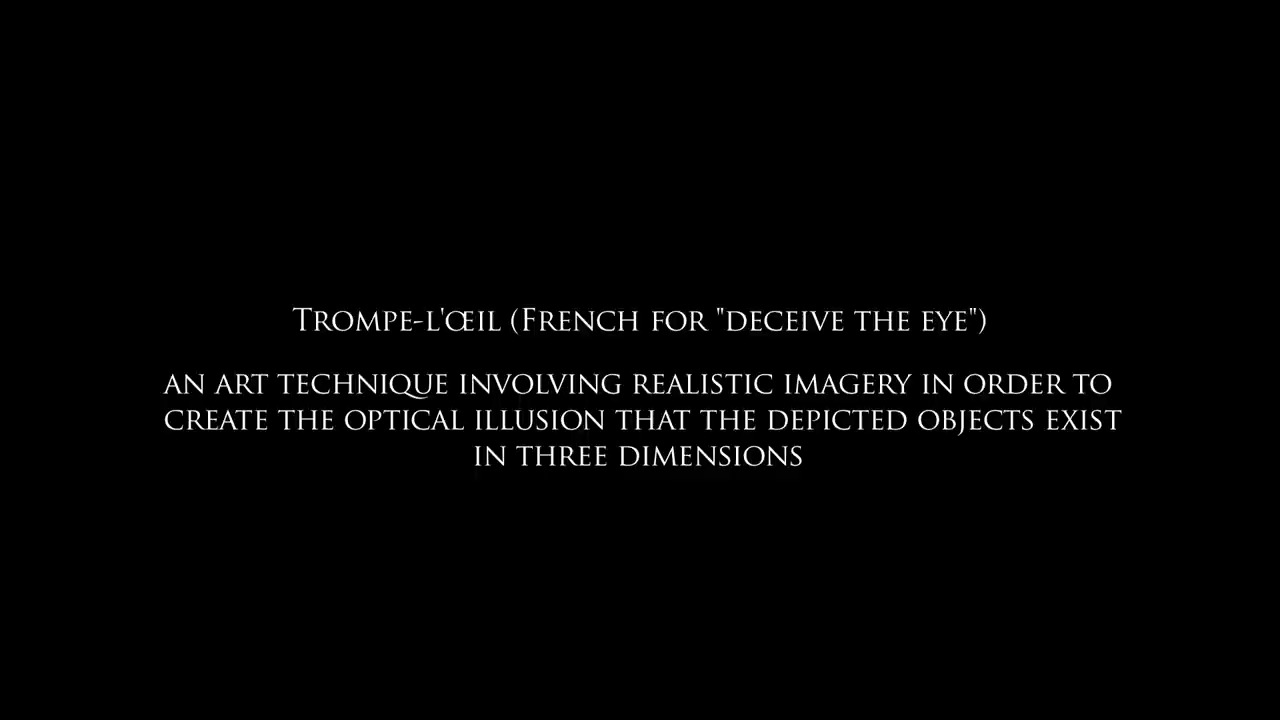 Trompe-l'œil (French for "deceive the eye")
an art technique involving realistic imagery in order to
create the optical illusion that the depicted objects exist
in three dimensions